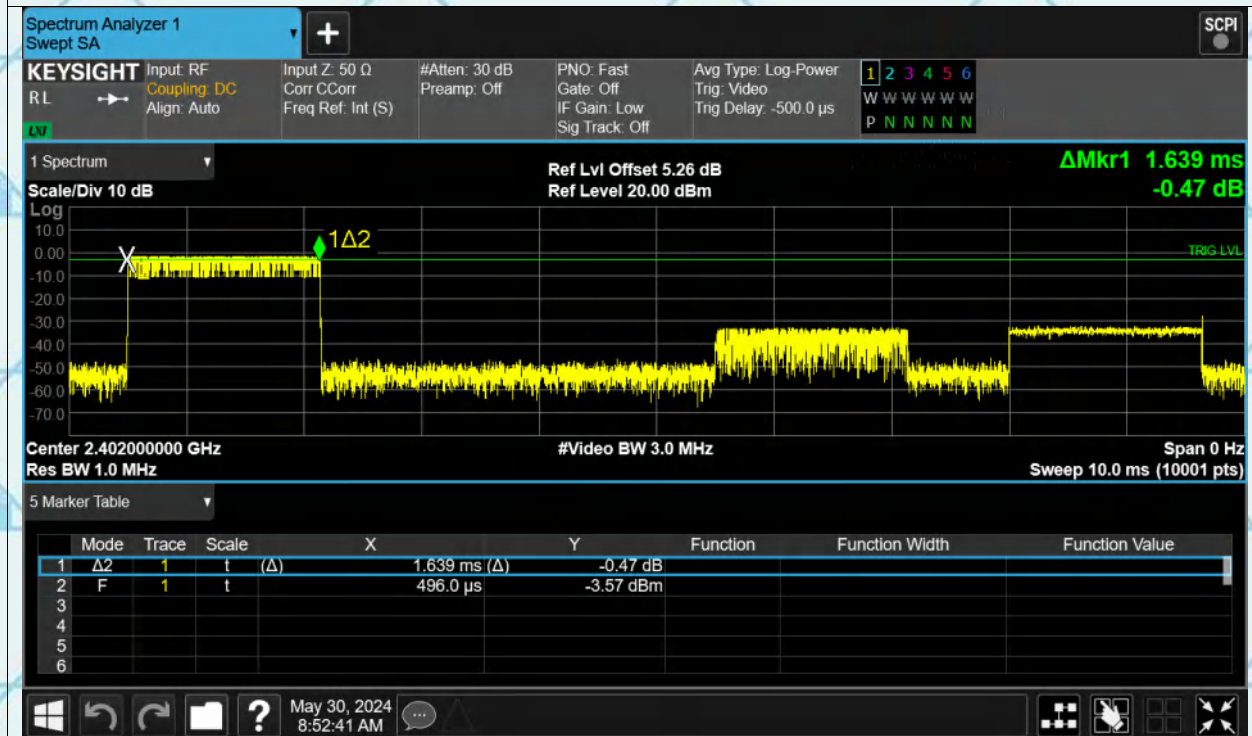 Spectrum Analyzer 1
Swept SA
+
SCPI
KEYSIGHT
RL
LXI
Input: RF
Coupling: DC
Align: Auto
Input Z: 50 Ω
Corr CCorr
Freq Ref: Int (S)
#Atten: 30 dB
Preamp: Off
PNO: Fast
Gate: Off
IF Gain: Low
Sig Track: Off
Avg Type: Log-Power
Trig: Video
Trig Delay: -500.0 µs
1 2 3 4 5 6
W W W W W W
P N N N N N
1 Spectrum
Scale/Div 10 dB
Ref Lvl Offset 5.26 dB
Ref Level 20.00 dBm
ΔMkr1 1.639 ms
-0.47 dB
Log
10.0
0.00
-10.0
-20.0
-30.0
-40.0
-50.0
-60.0
-70.0
X
1Δ2
TRIG LVL
Center 2.402000000 GHz
#Video BW 3.0 MHz
Span 0 Hz
Res BW 1.0 MHz
Sweep 10.0 ms (10001 pts)
5 Marker Table
Mode Trace Scale X Y Function Function Width Function Value
1 Δ2 1 t (Δ) 1.639 ms (Δ) -0.47 dB
2 F 1 t 496.0 µs -3.57 dBm
3
4
5
6
?
May 30, 2024
8:52:41 AM